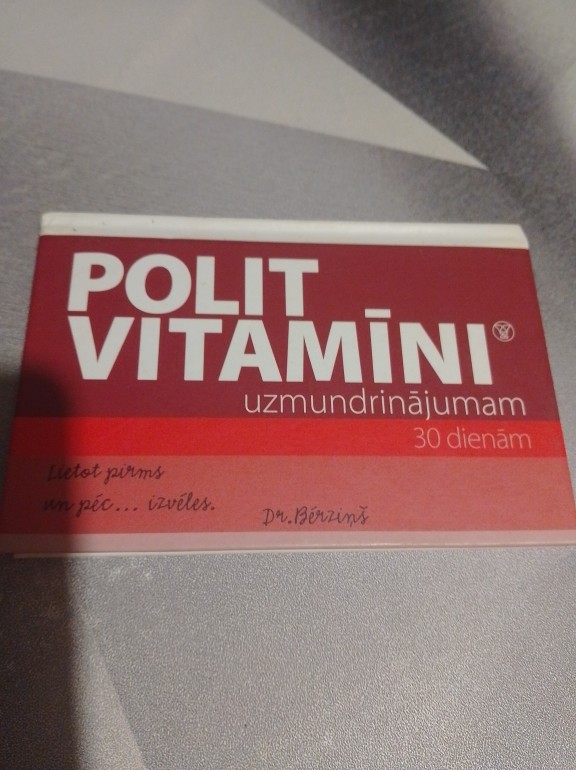 POLIT
VITAMĪNI
uzmundrinājumam
30 dienām
Lietot pirms
un pēc... izvēles.
Dr. Bērziņš